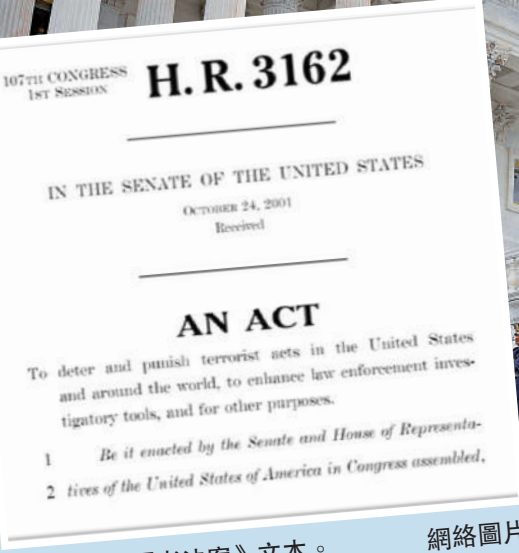 107TH CONGRESS
1ST SESSION
H. R. 3162
IN THE SENATE OF THE UNITED STATES
OCTOBER 24, 2001
Received
AN ACT
To deter and punish terrorist acts in the United States
and around the world, to enhance law enforcement inves-
tigatory tools, and for other purposes.
1 Be it enacted by the Senate and House of Representa-
2 tives of the United States of America in Congress assembled,
法案》文本。 網絡圖片